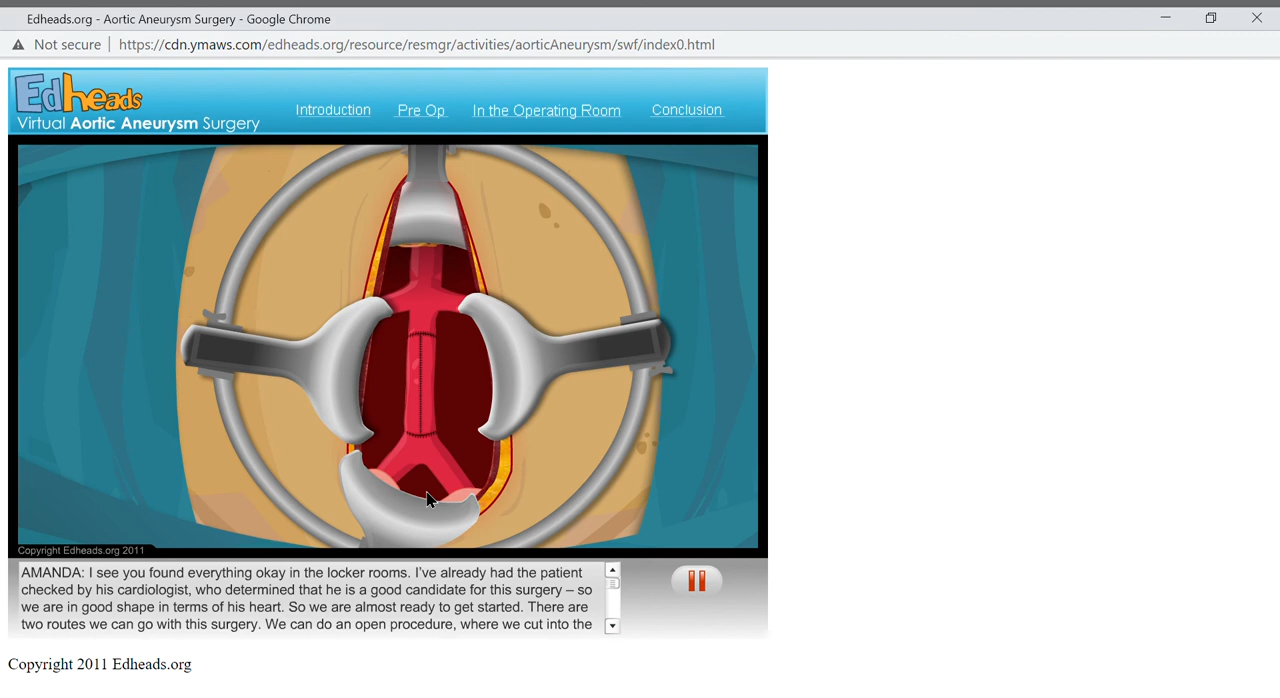 Edheads.org - Aortic Aneurysm Surgery - Google Chrome
Not secure | https://cdn.ymaws.com/edheads.org/resource/resmgr/activities/aorticAneurysm/swf/index0.html
Edheads
Virtual Aortic Aneurysm Surgery
Introduction Pre Op In the Operating Room Conclusion
Copyright Edheads.org 2011
AMANDA: I see you found everything okay in the locker rooms. I've already had the patient
checked by his cardiologist, who determined that he is a good candidate for this surgery – so
we are in good shape in terms of his heart. So we are almost ready to get started. There are
two routes we can go with this surgery. We can do an open procedure, where we cut into the
Copyright 2011 Edheads.org